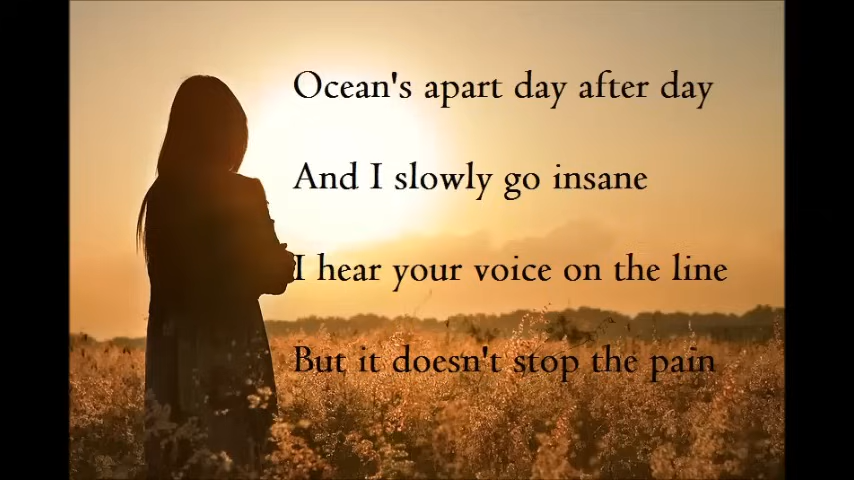 Ocean's apart day after day
And I slowly go insane
I hear your voice on the line
But it doesn't stop the pain